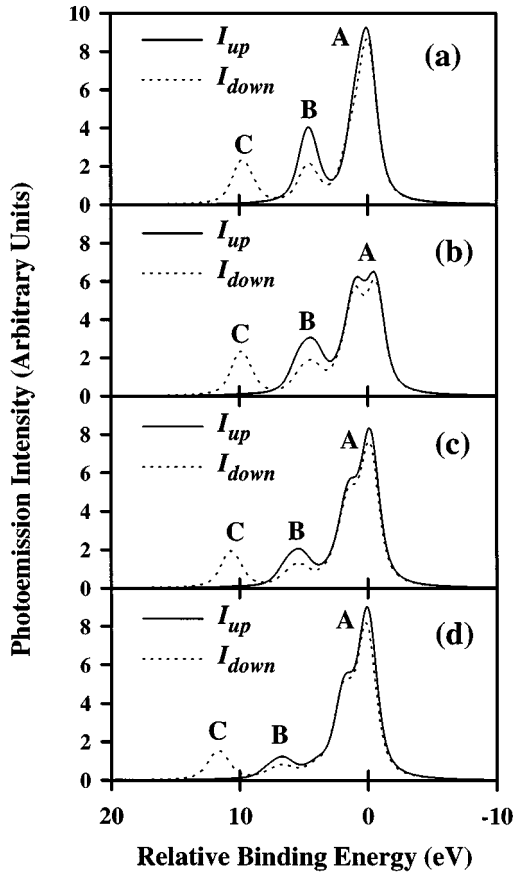 Photoemission Intensity (Arbitrary Units)
10
8
6
4
2
0
I_up
I_down
A
B
C
(a)
8
6
4
2
0
I_up
I_down
A
B
C
(b)
8
6
4
2
0
I_up
I_down
A
B
C
(c)
8
6
4
2
0
I_up
I_down
A
B
C
(d)
20
10
0
-10
Relative Binding Energy (eV)